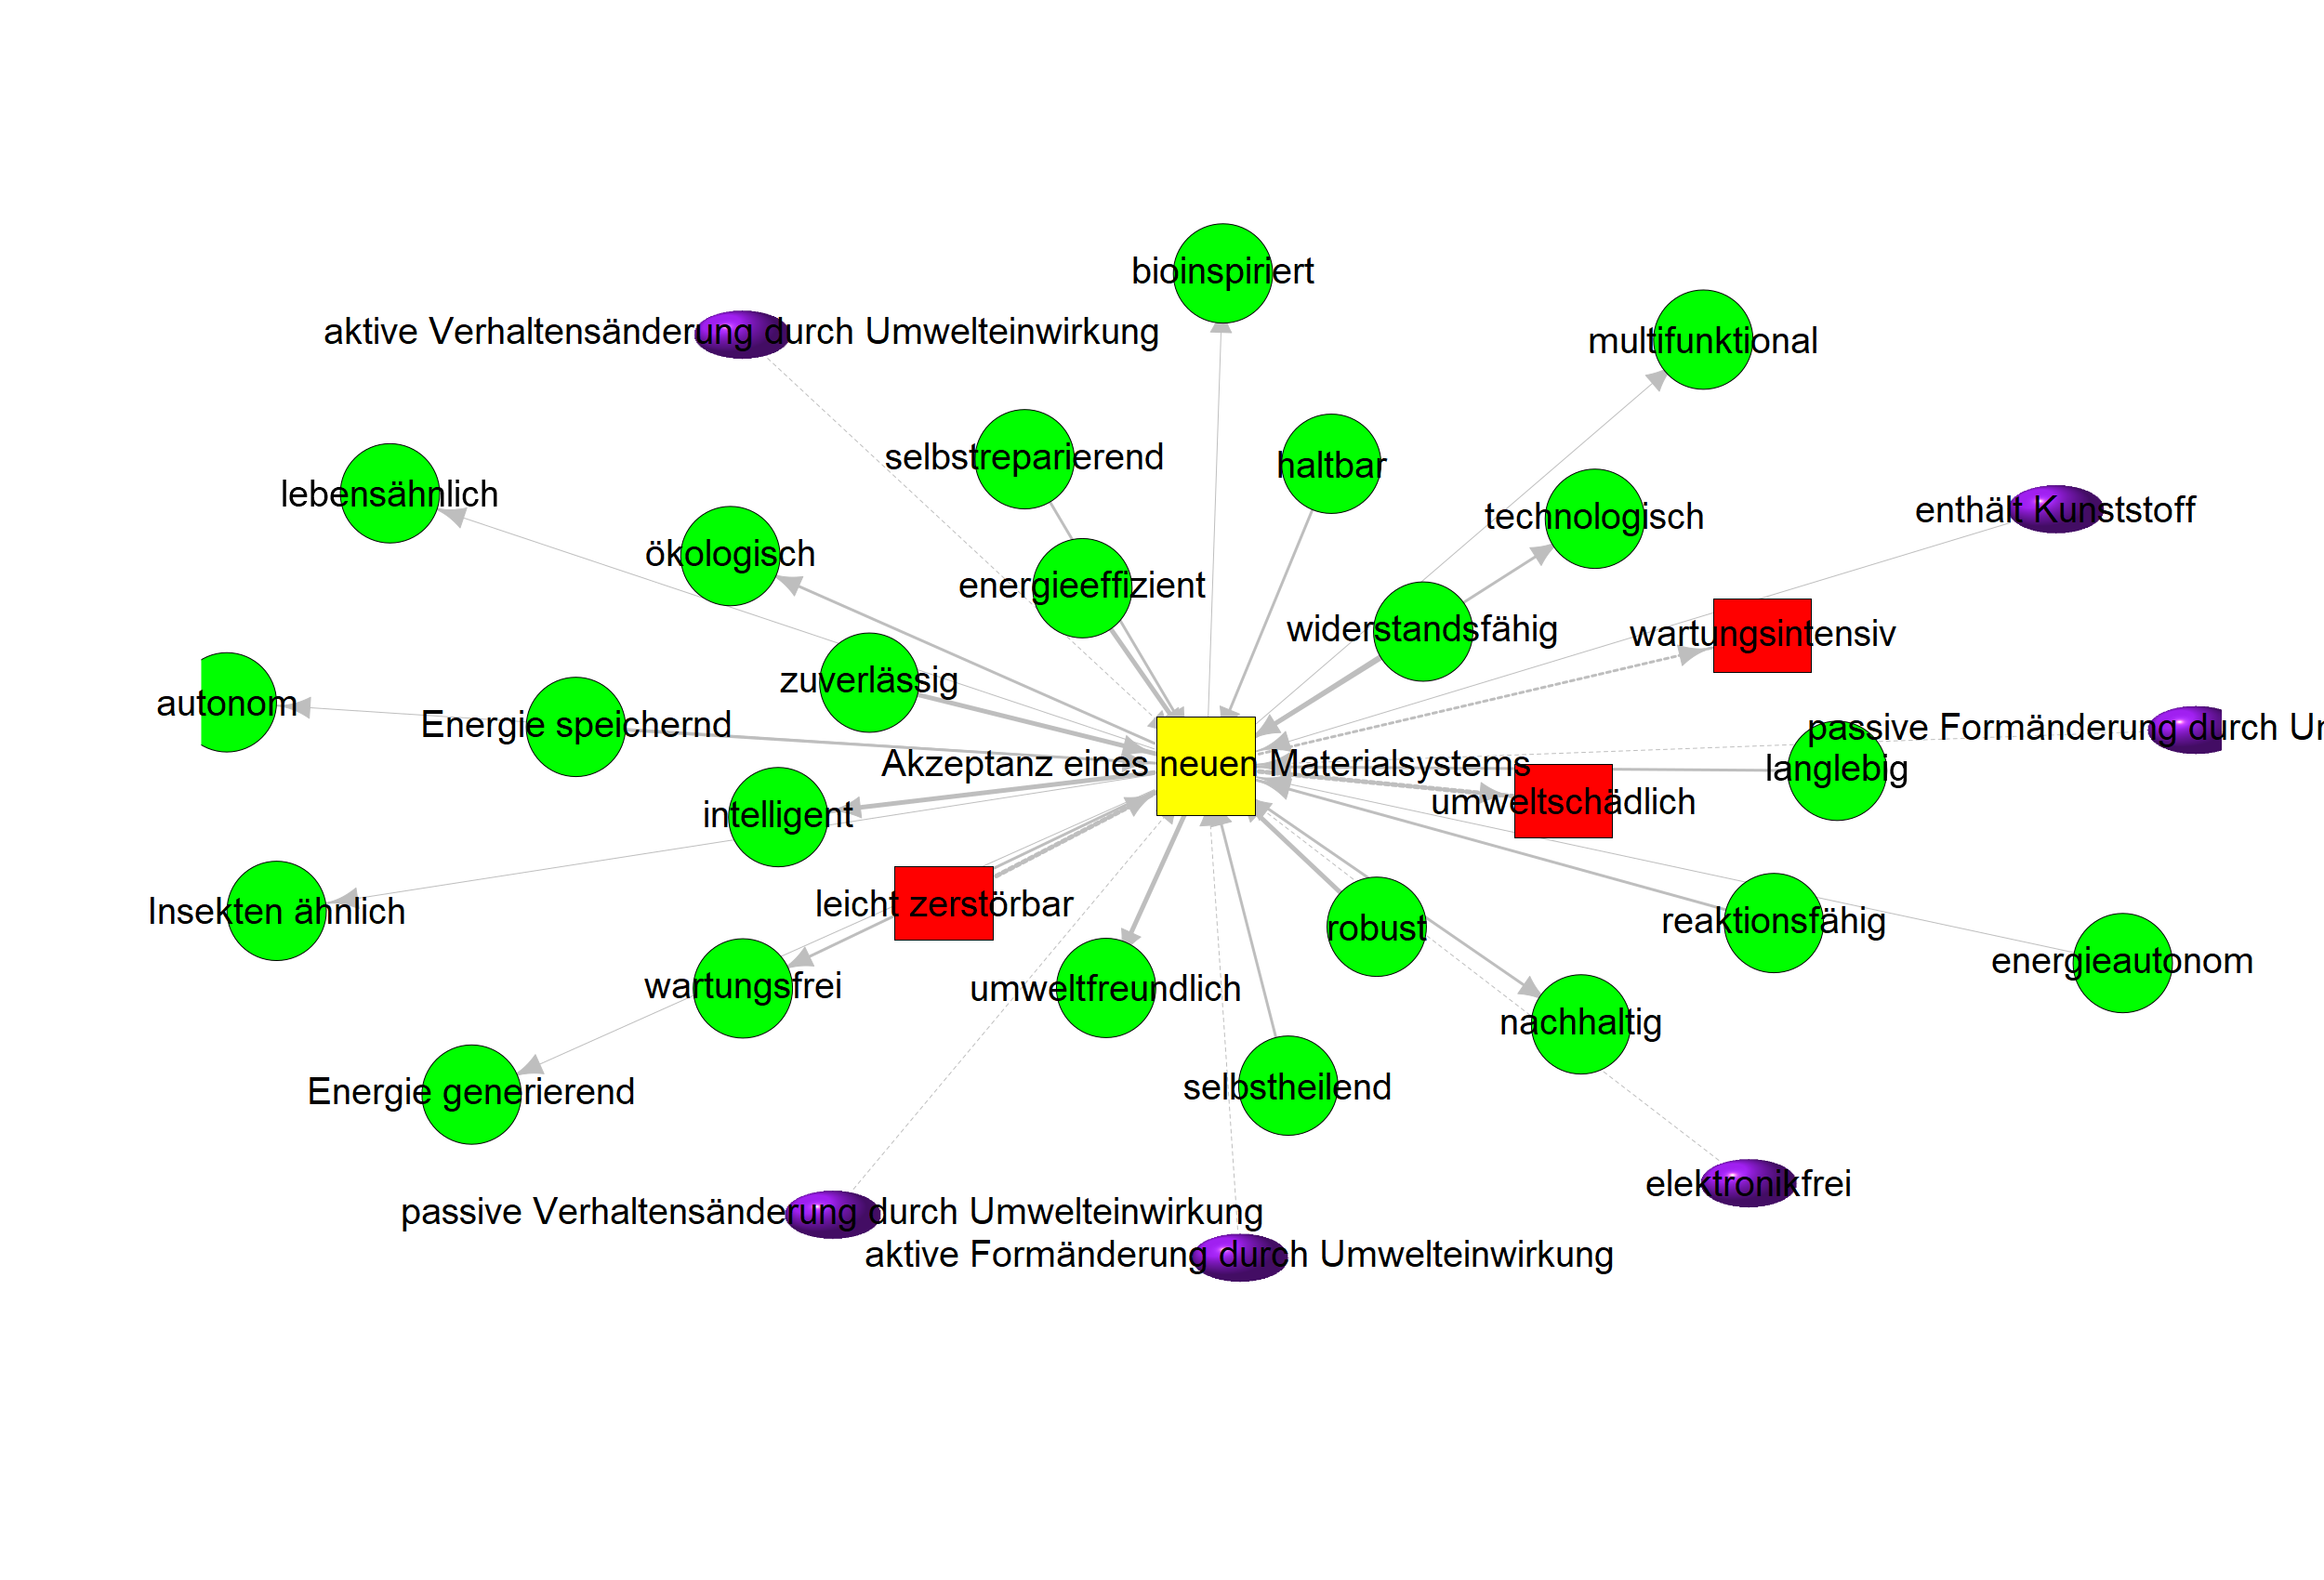 bioinspiriert
aktive Verhaltensänderung durch Umwelteinwirkung
multifunktional
selbstreparierend
haltbar
lebensähnlich
technologisch
enthält Kunststoff
ökologisch
energieeffizient
widerstandsfähig
wartungsintensiv
zuverlässig
autonom
Energie speichernd
passive Formänderung durch
Akzeptanz eines neuen Materialsystems
langlebig
umweltschädlich
intelligent
leicht zerstörbar
Insekten ähnlich
robust
reaktionsfähig
energieautonom
wartungsfrei
umweltfreundlich
nachhaltig
Energie generierend
selbstheilend
elektronikfrei
passive Verhaltensänderung durch Umwelteinwirkung
aktive Formänderung durch Umwelteinwirkung